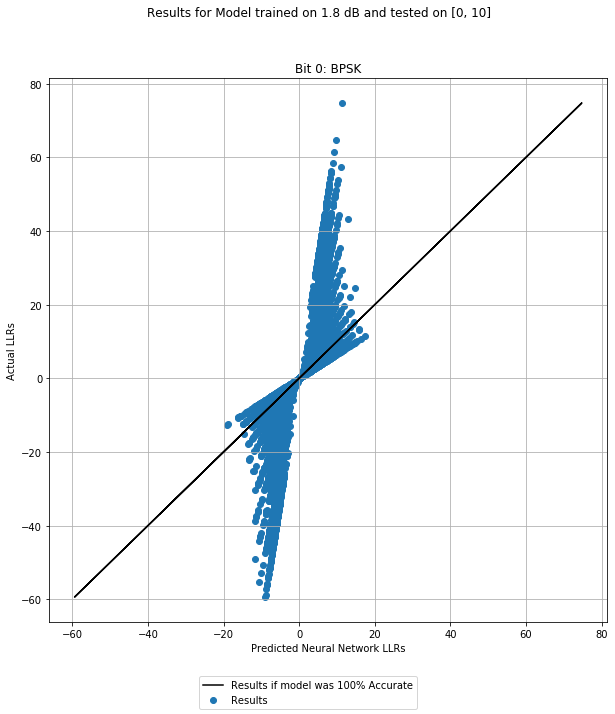 Results for Model trained on 1.8 dB and tested on [0, 10]
Bit 0: BPSK
80
60
40
20
0
−20
−40
−60
Actual LLRs
−60 −40 −20 0 20 40 60 80
Predicted Neural Network LLRs
Results if model was 100% Accurate
Results